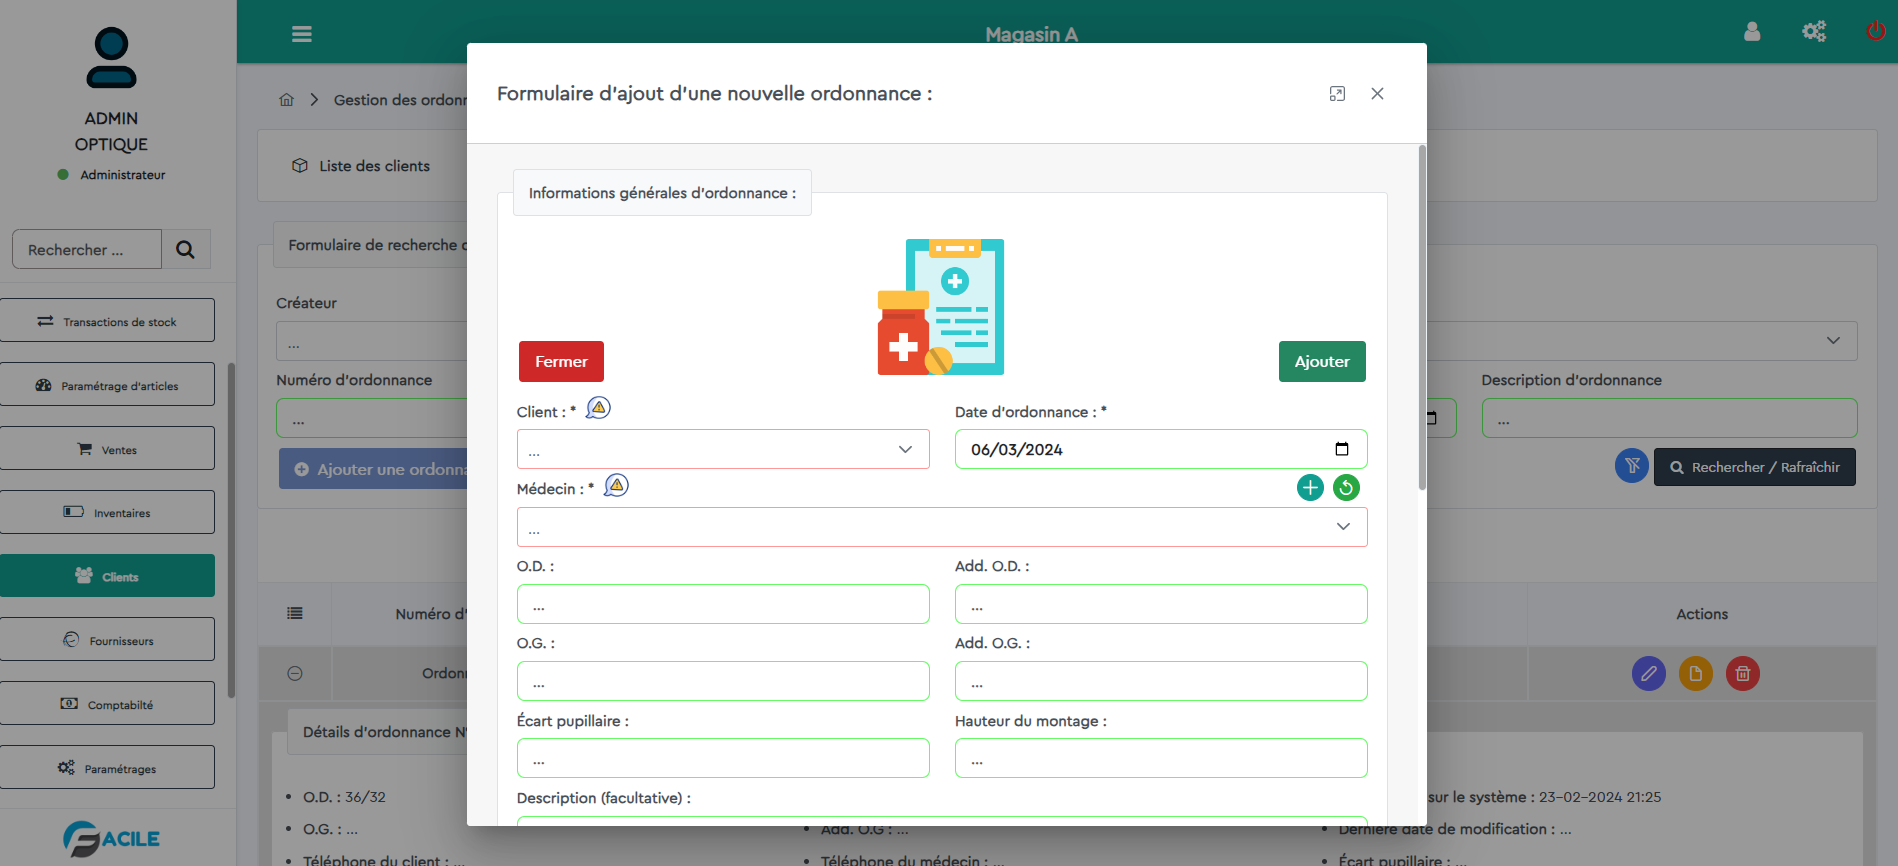 Magasin A
ADMIN
OPTIQUE
Administrateur
Rechercher ...
Transactions de stock
Paramétrage d'articles
Ventes
Inventaires
Clients
Fournisseurs
Comptabilté
Paramétrages
FACILE
Gestion des ordonn
Liste des clients
Formulaire de recherche d
Créateur
...
Numéro d'ordonnance
...
Description d'ordonnance
...
Ajouter une ordonna
Rechercher / Rafraîchir
Numéro d'
Actions
Ordonn
Détails d'ordonnance N°
O.D. : 36/32
sur le système : 23-02-2024 21:25
O.G. : ...
Add. O.G : ...
Dernière date de modification : ...
Téléphone du client : ...
Téléphone du médecin : ...
Écart pupillaire : ...
Formulaire d'ajout d'une nouvelle ordonnance :
Informations générales d'ordonnance :
Fermer
Ajouter
Client : *
Date d'ordonnance : *
...
06/03/2024
Médecin : *
...
O.D. :
Add. O.D. :
...
...
O.G. :
Add. O.G. :
...
...
Écart pupillaire :
Hauteur du montage :
...
...
Description (facultative) :